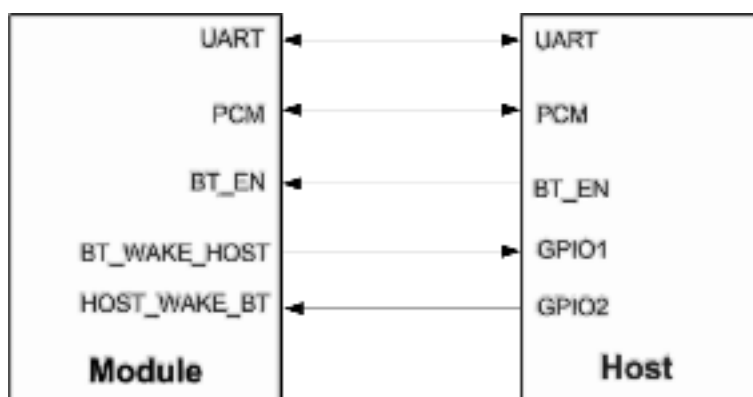 UART UART
PCM PCM
BT_EN BT_EN
BT_WAKE_HOST GPIO1
HOST_WAKE_BT GPIO2
Module Host